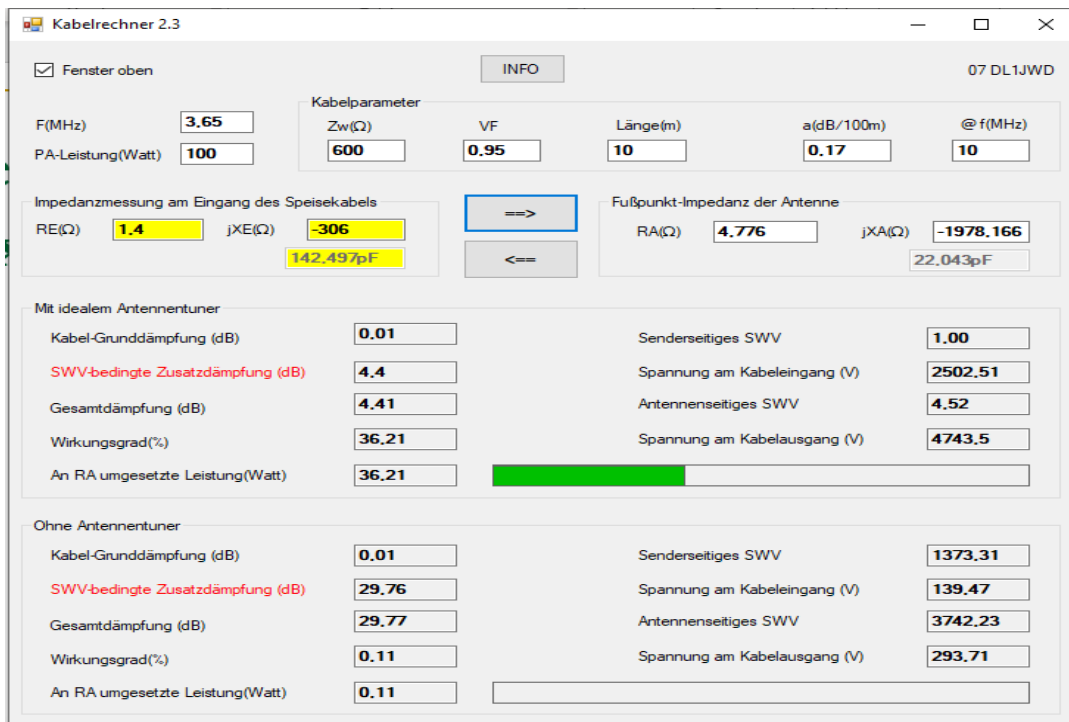 Kabelrechner 2.3
Fenster oben INFO 07 DL1JWD
Kabelparameter
F(MHz) 3,65 Zw(Ω) VF Länge(m) a(dB/100m) @ f(MHz)
PA-Leistung(Watt) 100 600 0,95 10 0,17 10
Impedanzmessung am Eingang des Speisekabels ==> Fußpunkt-Impedanz der Antenne
RE(Ω) 1,4 jXE(Ω) -306 RA(Ω) 4,776 jXA(Ω) -1978,166
142,497pF <== 22,043pF
Mit idealem Antennentuner
Kabel-Grunddämpfung (dB) 0,01 Senderseitiges SWV 1,00
SWV-bedingte Zusatzdämpfung (dB) 4,4 Spannung am Kabeleingang (V) 2502,51
Gesamtdämpfung (dB) 4,41 Antennenseitiges SWV 4,52
Wirkungsgrad(%) 36,21 Spannung am Kabelausgang (V) 4743,5
An RA umgesetzte Leistung(Watt) 36,21
Ohne Antennentuner
Kabel-Grunddämpfung (dB) 0,01 Senderseitiges SWV 1373,31
SWV-bedingte Zusatzdämpfung (dB) 29,76 Spannung am Kabeleingang (V) 139,47
Gesamtdämpfung (dB) 29,77 Antennenseitiges SWV 3742,23
Wirkungsgrad(%) 0,11 Spannung am Kabelausgang (V) 293,71
An RA umgesetzte Leistung(Watt) 0,11